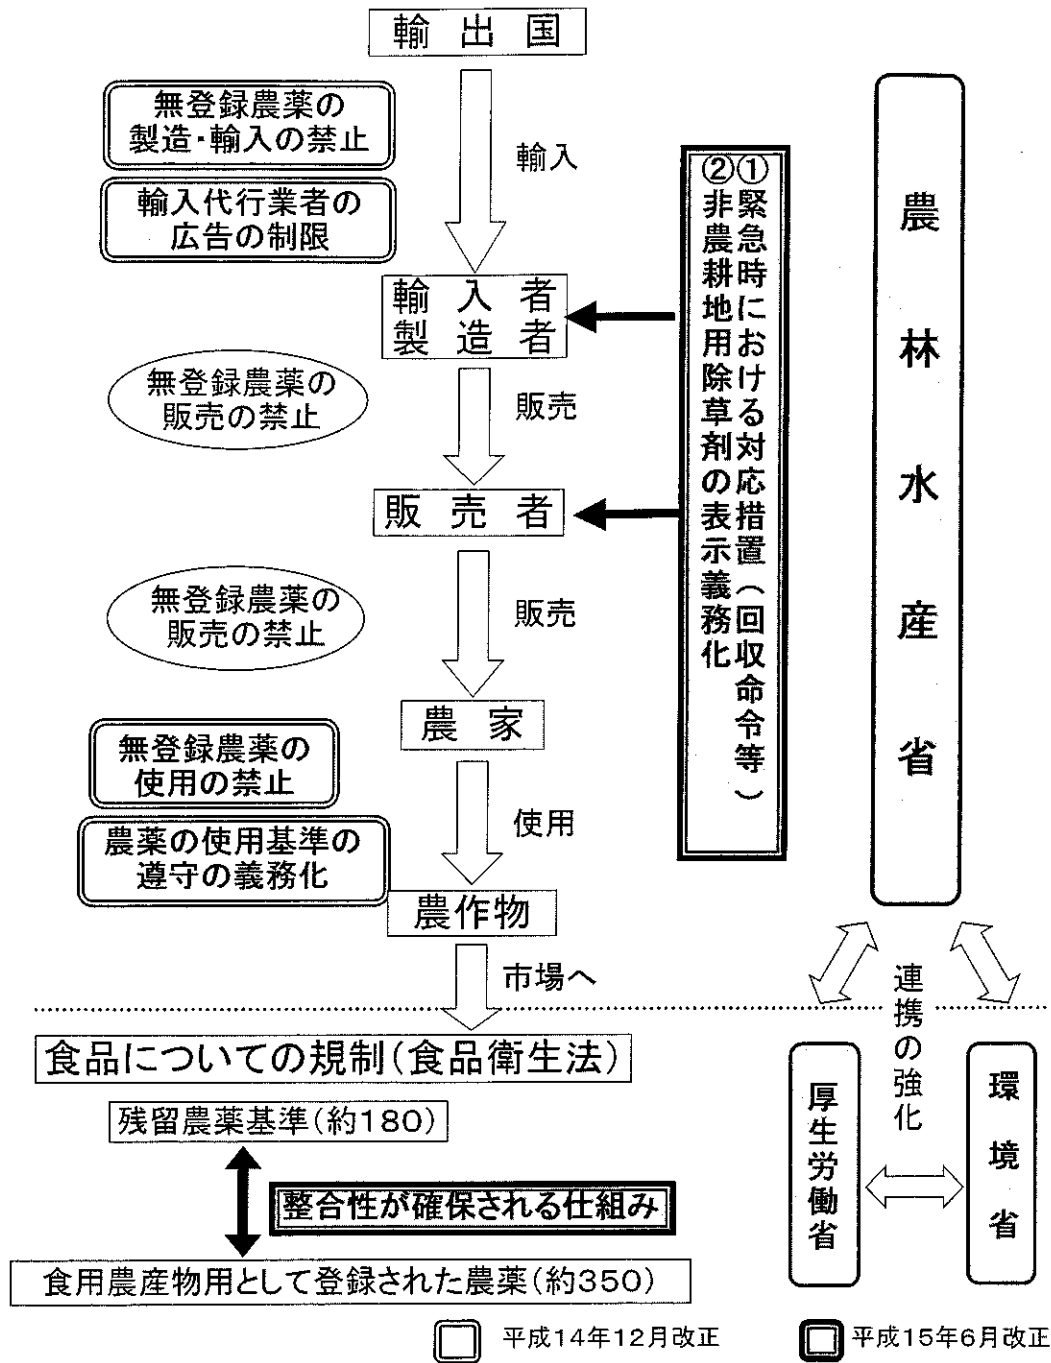 輸出国
無登録農薬の
製造・輸入の禁止
輸入
輸入代行業者の
広告の制限
輸入者
製造者
①緊急時における対応措置(回収命令等)
②非農耕地用除草剤の表示義務化
農林水産省
無登録農薬の
販売の禁止
販売
販売者
無登録農薬の
販売の禁止
販売
農家
無登録農薬の
使用の禁止
使用
農薬の使用基準の
遵守の義務化
農作物
市場へ
連携の強化
食品についての規制(食品衛生法)
厚生労働省
環境省
残留農薬基準(約180)
整合性が確保される仕組み
食用農産物用として登録された農薬(約350)
平成14年12月改正
平成15年6月改正